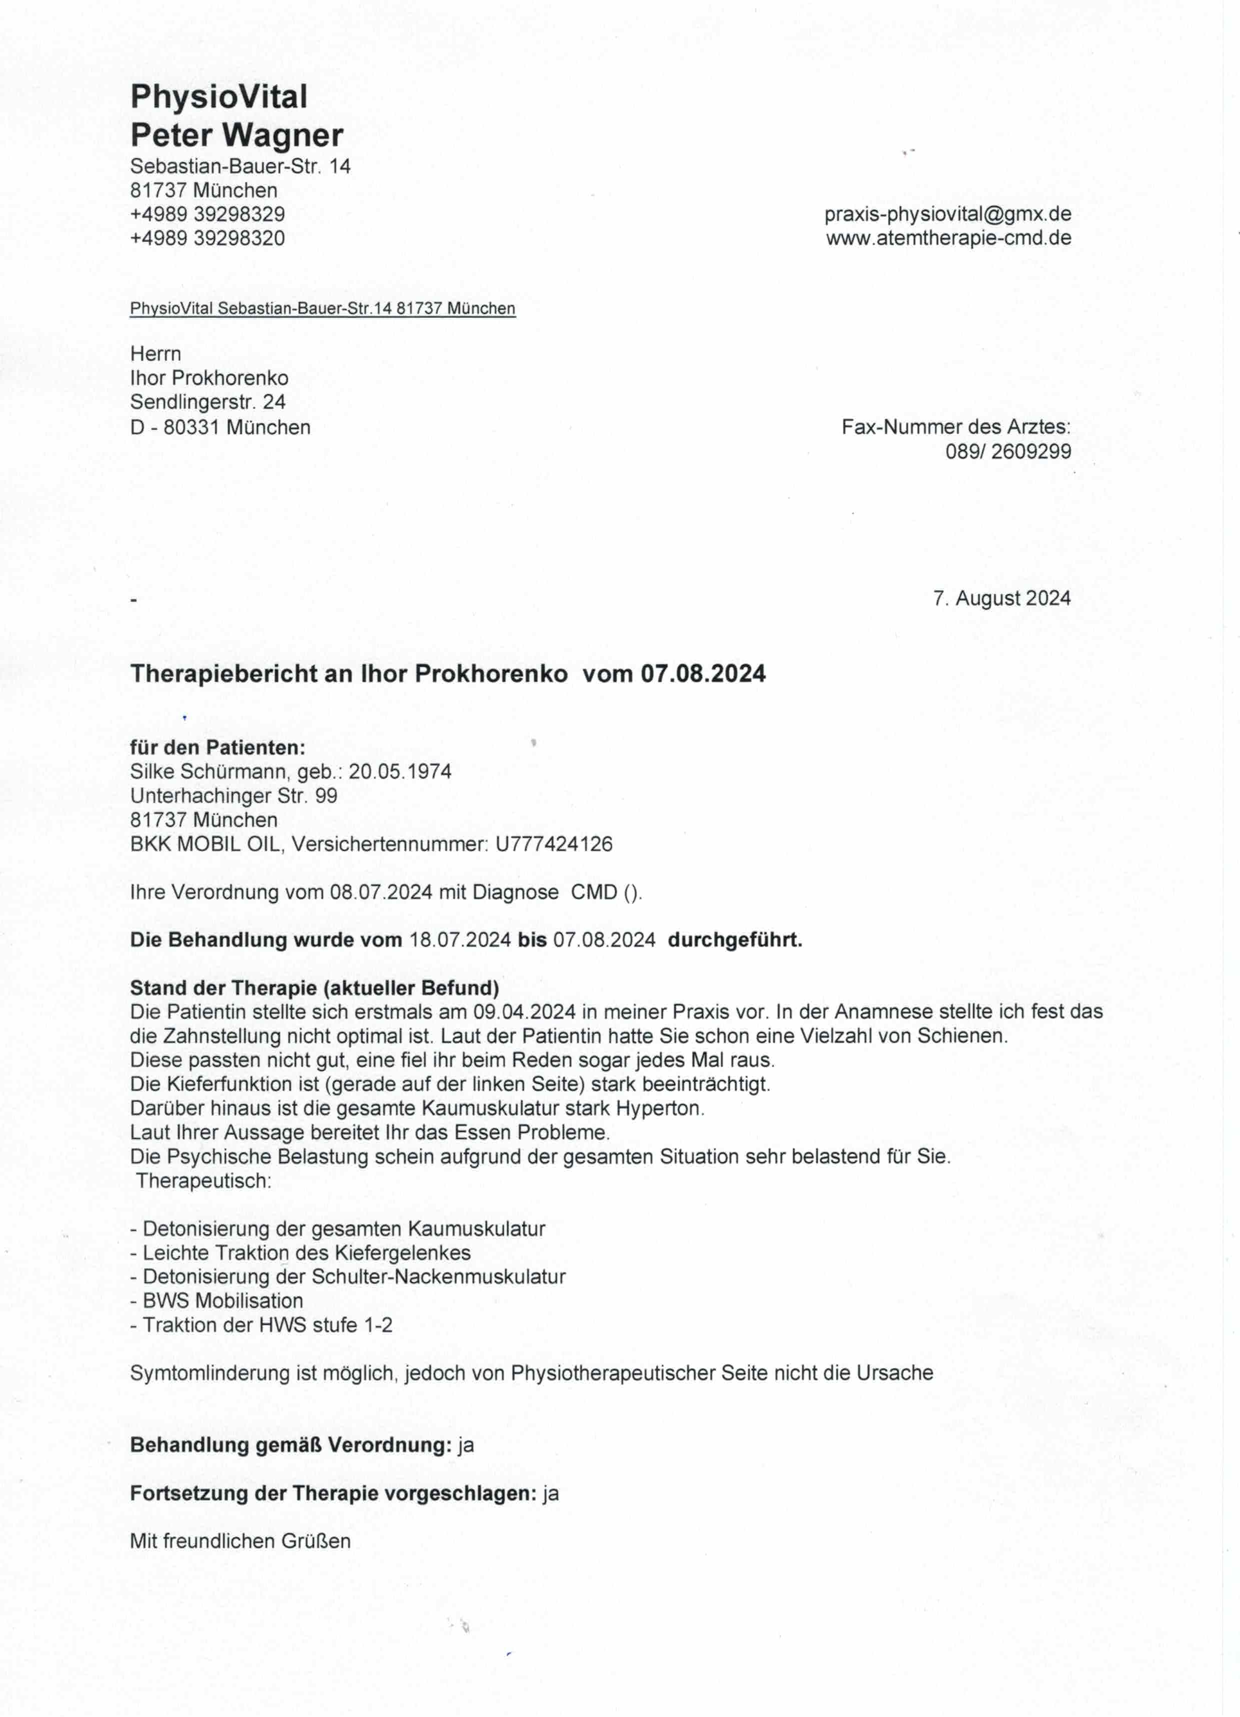 PhysioVital
Peter Wagner
Sebastian-Bauer-Str. 14
81737 München
+4989 39298329
+4989 39298320
praxis-physiovital@gmx.de
www.atemtherapie-cmd.de
PhysioVital Sebastian-Bauer-Str.14 81737 München
Herrn
Ihor Prokhorenko
Sendlingerstr. 24
D - 80331 München
Fax-Nummer des Arztes:
089/ 2609299
-
7. August 2024
Therapiebericht an Ihor Prokhorenko  vom 07.08.2024
für den Patienten:
Silke Schürmann, geb.: 20.05.1974
Unterhachinger Str. 99
81737 München
BKK MOBIL OIL, Versichertennummer: U777424126
Ihre Verordnung vom 08.07.2024 mit Diagnose  CMD ().
Die Behandlung wurde vom 18.07.2024 bis 07.08.2024  durchgeführt.
Stand der Therapie (aktueller Befund)
Die Patientin stellte sich erstmals am 09.04.2024 in meiner Praxis vor. In der Anamnese stellte ich fest das
die Zahnstellung nicht optimal ist. Laut der Patientin hatte Sie schon eine Vielzahl von Schienen.
Diese passten nicht gut, eine fiel ihr beim Reden sogar jedes Mal raus.
Die Kieferfunktion ist (gerade auf der linken Seite) stark beeinträchtigt.
Darüber hinaus ist die gesamte Kaumuskulatur stark Hyperton.
Laut Ihrer Aussage bereitet Ihr das Essen Probleme.
Die Psychische Belastung schein aufgrund der gesamten Situation sehr belastend für Sie.
Therapeutisch:
- Detonisierung der gesamten Kaumuskulatur
- Leichte Traktion des Kiefergelenkes
- Detonisierung der Schulter-Nackenmuskulatur
- BWS Mobilisation
- Traktion der HWS stufe 1-2
Symtomlinderung ist möglich, jedoch von Physiotherapeutischer Seite nicht die Ursache
Behandlung gemäß Verordnung: ja
Fortsetzung der Therapie vorgeschlagen: ja
Mit freundlichen Grüßen